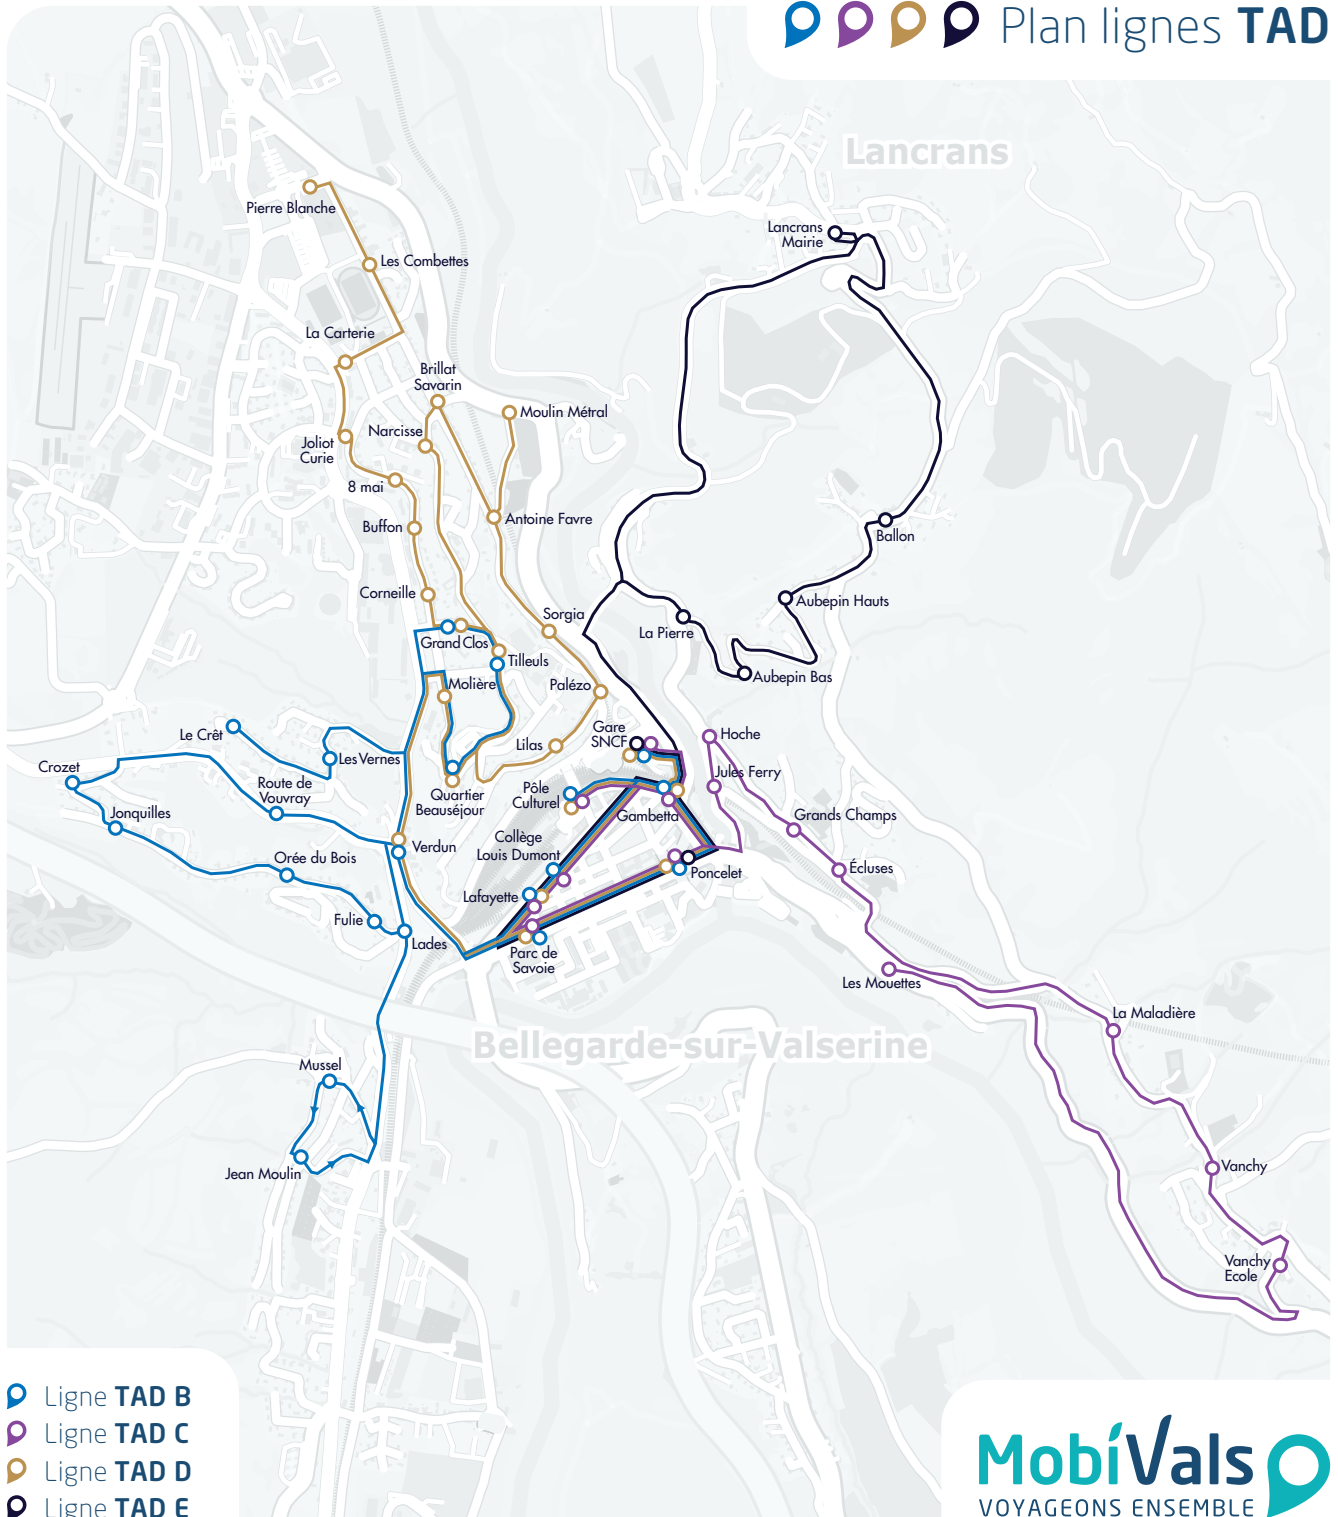 Plan lignes TAD
Lancrans
Lancrans
Mairie
Pierre Blanche
Les Combettes
La Carterie
Brillat
Savarin
Moulin Métral
Narcisse
Joliot
Curie
8 mai
Antoine Favre
Buffon
Ballon
Corneille
Aubepin Hauts
Sorgia
La Pierre
Grand Clos
Tilleuls
Aubepin Bas
Molière
Palézo
Le Crêt
Gare
SNCF
Hoche
Lilas
Les Vernes
Crozet
Jules Ferry
Route de
Vouvray
Pôle
Culturel
Quartier
Beauséjour
Jonquilles
Gambetta
Grands Champs
Collège
Louis Dumont
Verdun
Orée du Bois
Écluses
Poncelet
Lafayette
Fulie
Lades
Parc de
Savoie
Les Mouettes
La Maladière
Bellegarde-sur-Valserine
Mussel
Jean Moulin
Vanchy
Vanchy
Ecole
Ligne TAD B
Ligne TAD C
Ligne TAD D
Ligne TAD E
MobiVals
VOYAGEONS ENSEMBLE